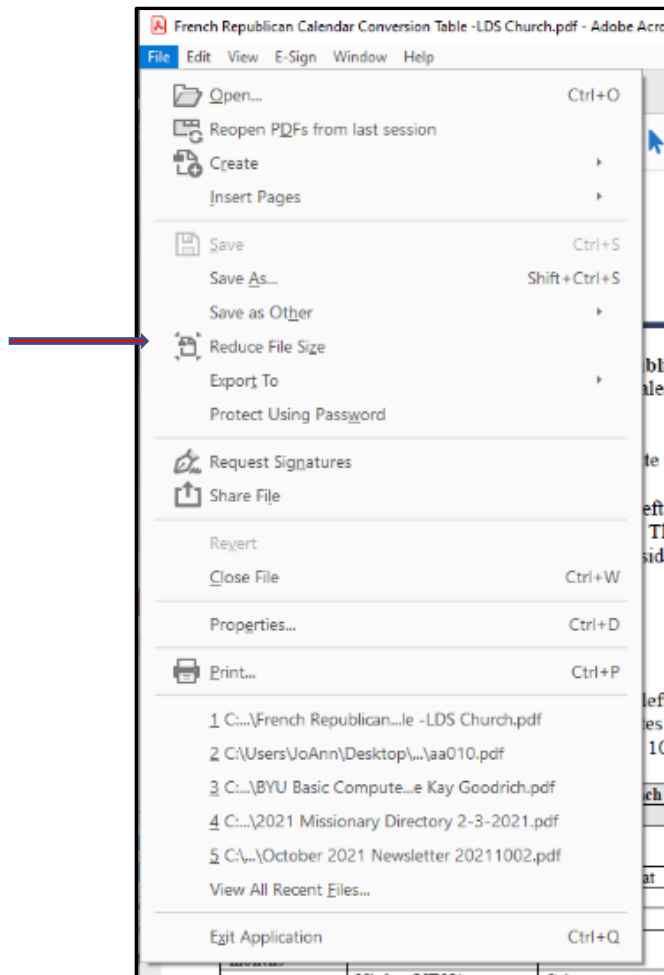 French Republican Calendar Conversion Table -LDS Church.pdf - Adobe Acro
File Edit View E-Sign Window Help
Open... Ctrl+O
Reopen PDFs from last session
Create
Insert Pages
Save Ctrl+S
Save As... Shift+Ctrl+S
Save as Other
Reduce File Size
Export To
Protect Using Password
Request Signatures
Share File
Revert
Close File Ctrl+W
Properties... Ctrl+D
Print... Ctrl+P
1 C:...\French Republican...le -LDS Church.pdf
2 C:\Users\JoAnn\Desktop\...\aa010.pdf
3 C:...\BYU Basic Compute...e Kay Goodrich.pdf
4 C:...\2021 Missionary Directory 2-3-2021.pdf
5 C:\...\October 2021 Newsletter 20211002.pdf
View All Recent Files...
Exit Application Ctrl+Q